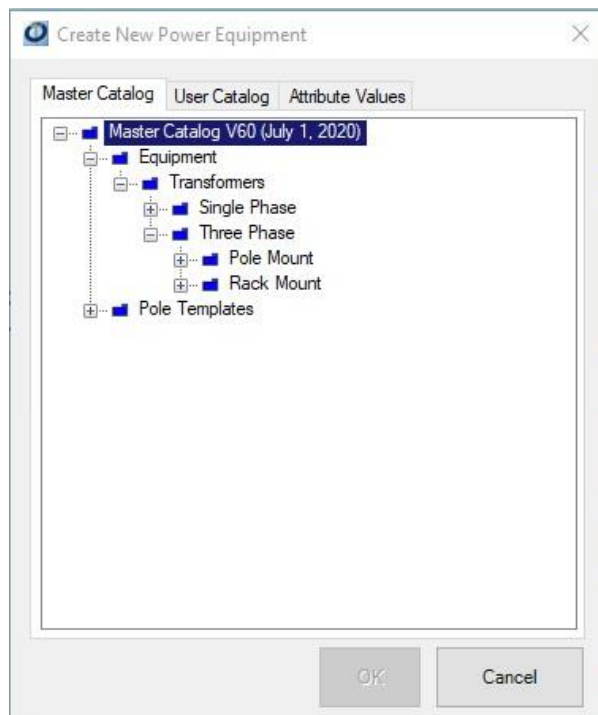 Create New Power Equipment
Master Catalog User Catalog Attribute Values
Master Catalog V60 (July 1, 2020)
Equipment
Transformers
Single Phase
Three Phase
Pole Mount
Rack Mount
Pole Templates
OK Cancel